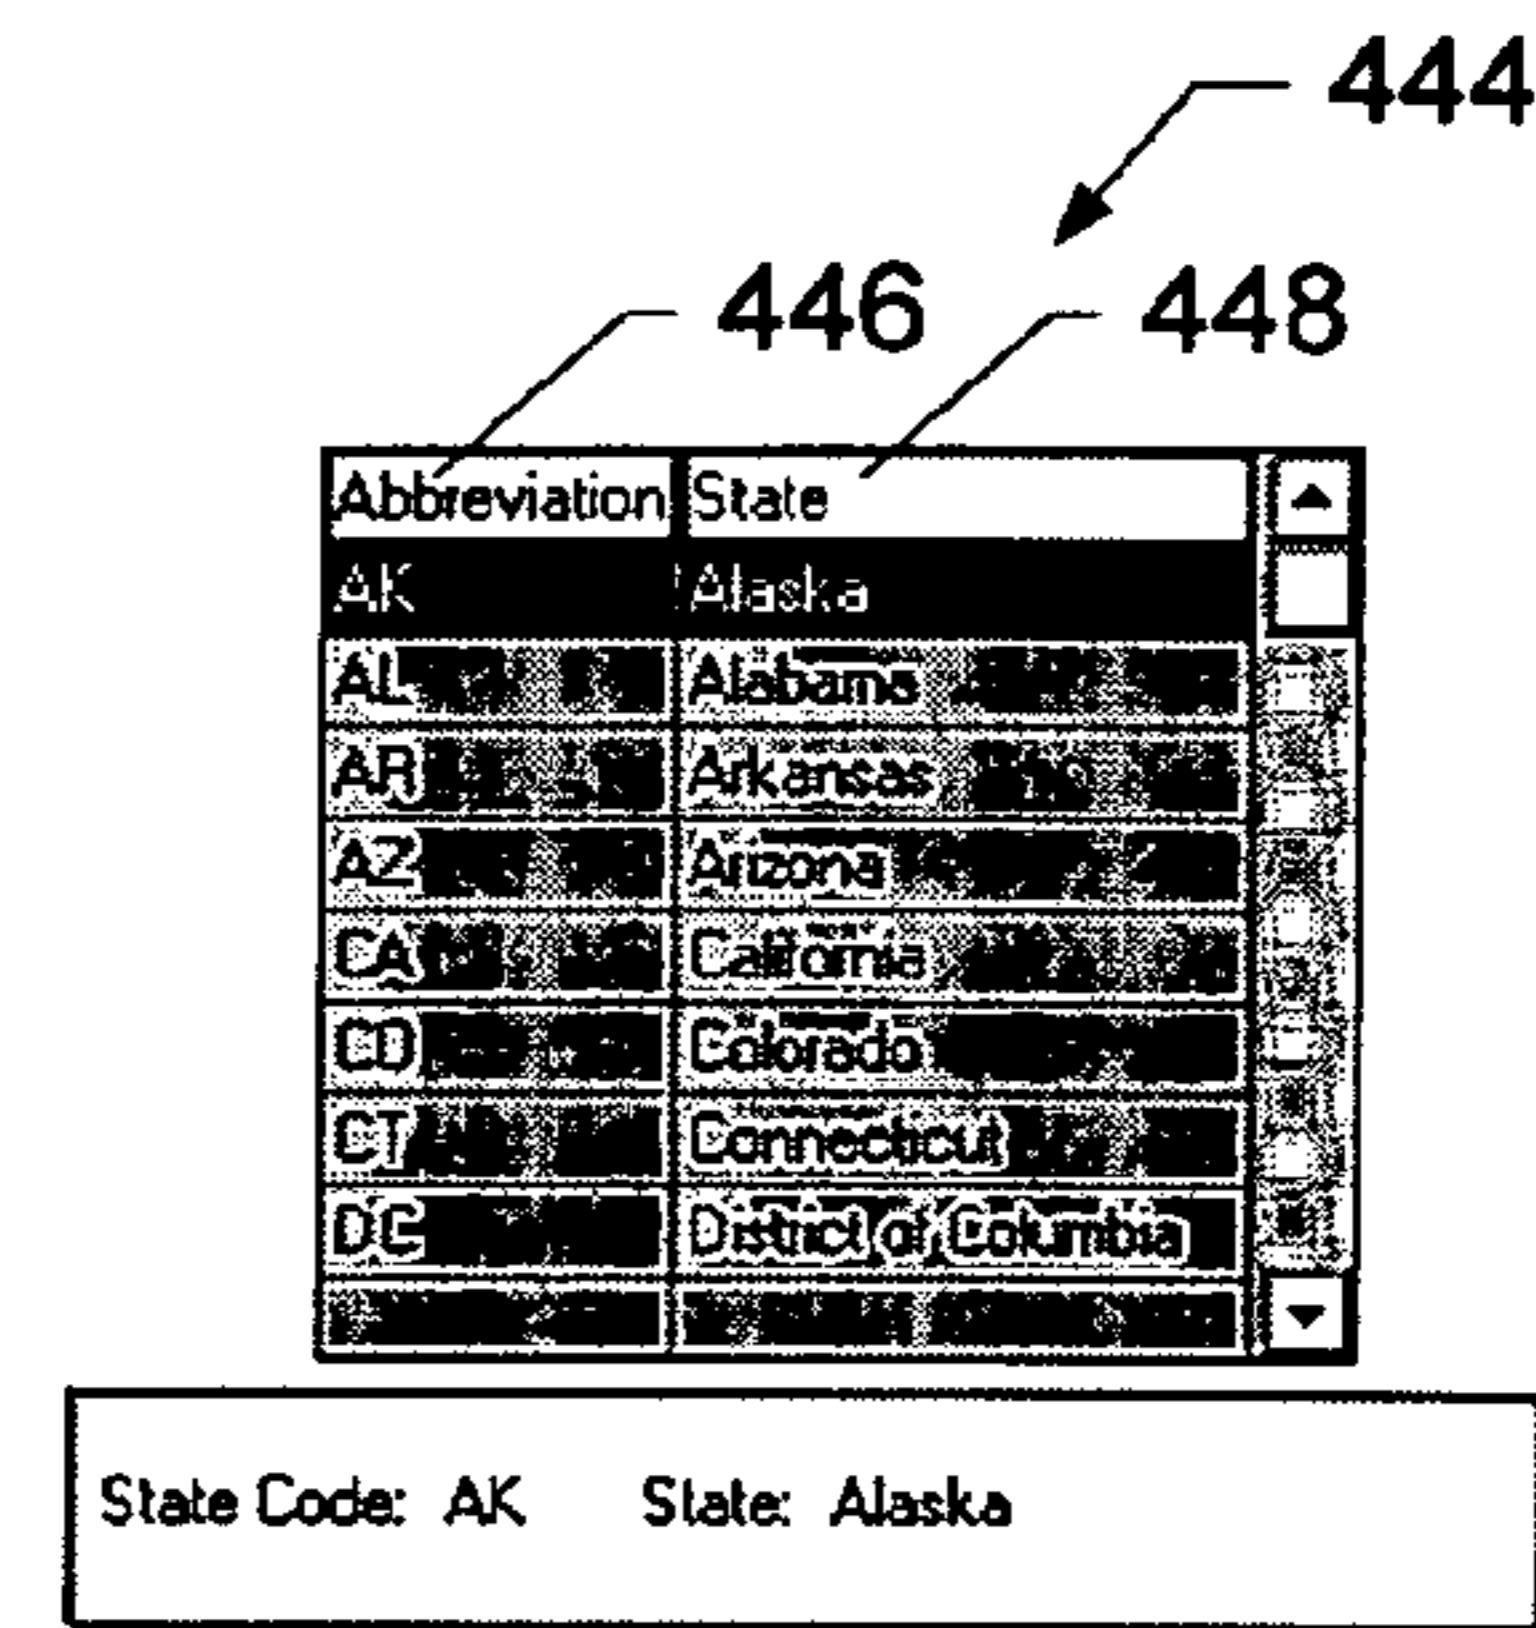 444
446 448
Abbreviation State
AK Alaska
AL Alabama
AR Arkansas
AZ Arizona
CA California
CO Colorado
CT Connecticut
DC District of Columbia
State Code: AK State: Alaska